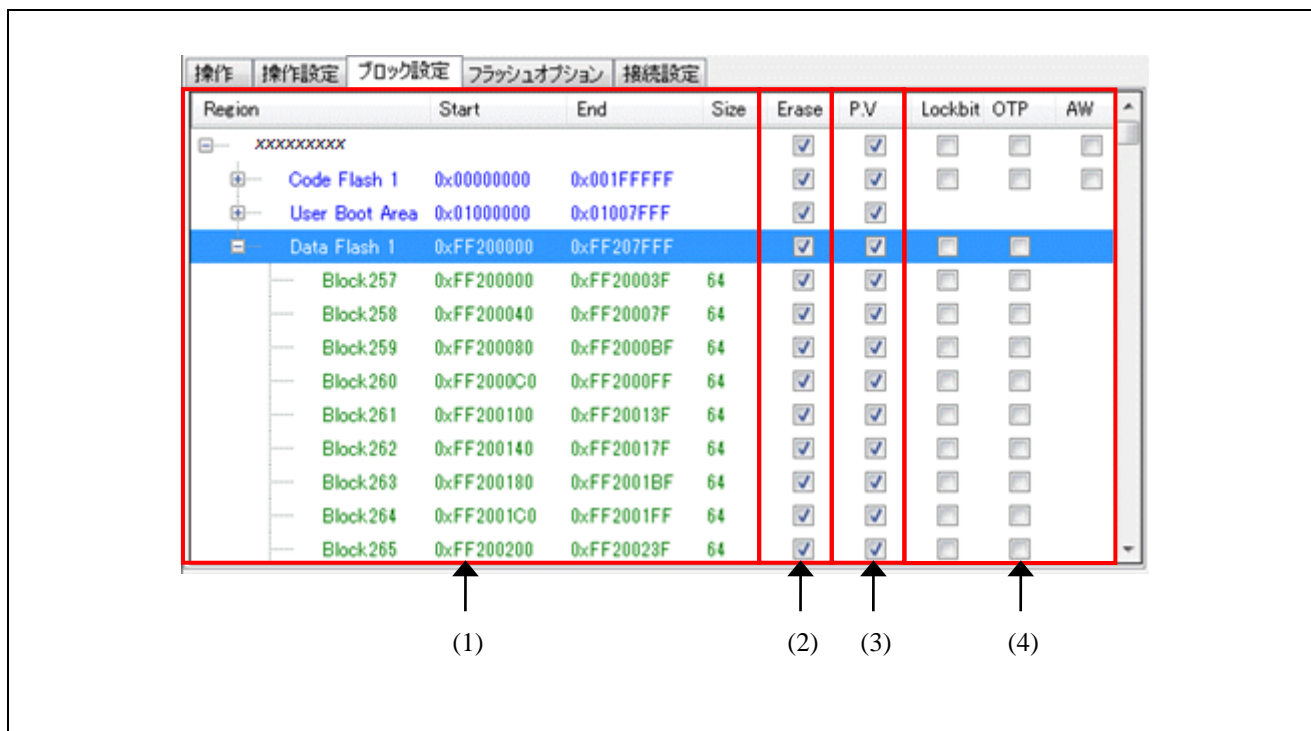 操作 操作設定 ブロック設定 フラッシュオプション 接続設定
Region Start End Size Erase P.V Lockbit OTP AW
xxxxxxxxx
Code Flash 1 0x00000000 0x001FFFFF
User Boot Area 0x01000000 0x01007FFF
Data Flash 1 0xFF200000 0xFF207FFF
Block257 0xFF200000 0xFF20003F 64
Block258 0xFF200040 0xFF20007F 64
Block259 0xFF200080 0xFF2000BF 64
Block260 0xFF2000C0 0xFF2000FF 64
Block261 0xFF200100 0xFF20013F 64
Block262 0xFF200140 0xFF20017F 64
Block263 0xFF200180 0xFF2001BF 64
Block264 0xFF2001C0 0xFF2001FF 64
Block265 0xFF200200 0xFF20023F 64
(1) (2) (3) (4)